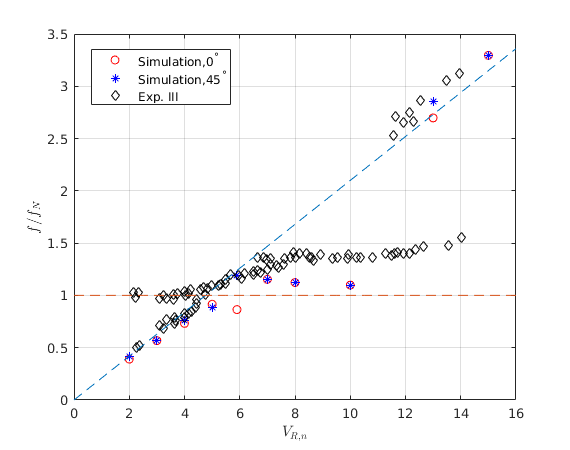 3.5
3
2.5
2
1.5
1
0.5
0
f/f_N
Simulation,0°
Simulation,45°
Exp. III
0 2 4 6 8 10 12 14 16
V_{R,n}